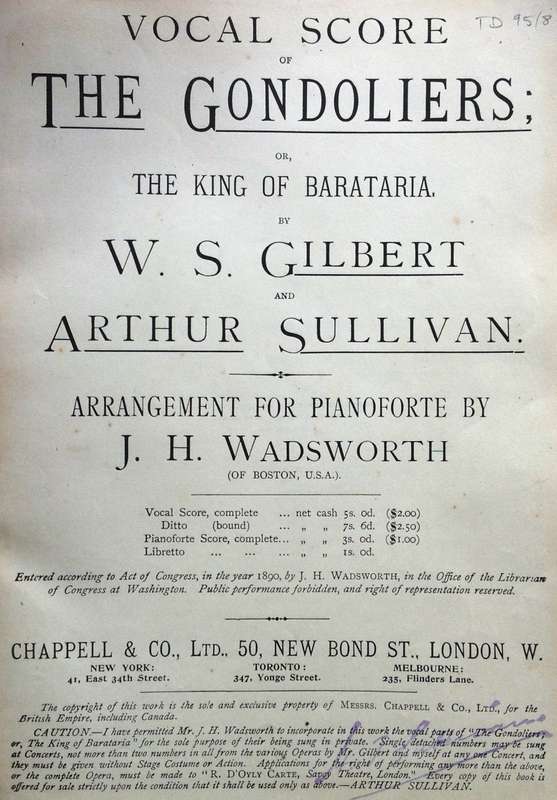 TD 95/8
VOCAL SCORE
OF
THE GONDOLIERS;
OR,
THE KING OF BARATARIA.
BY
W. S. GILBERT
AND
ARTHUR SULLIVAN.
ARRANGEMENT FOR PIANOFORTE BY
J. H. WADSWORTH
(OF BOSTON, U.S.A.).
Vocal Score, complete ... net cash 5s. od. ($2.00)
Ditto (bound) ... „ „ 7s. 6d. ($2.50)
Pianoforte Score, complete... „ „ 3s. od. ($1.00)
Libretto ... ... ... „ „ 1s. od.
Entered according to Act of Congress, in the year 1890, by J. H. WADSWORTH, in the Office of the Librarian
of Congress at Washington. Public performance forbidden, and right of representation reserved.
CHAPPELL & CO., LTD., 50, NEW BOND ST., LONDON, W.
NEW YORK: TORONTO: MELBOURNE:
41, East 34th Street. 347, Yonge Street. 235, Flinders Lane.
The copyright of this work is the sole and exclusive property of MESSRS. CHAPPELL & CO., LTD., for the
British Empire, including Canada.
CAUTION.—I have permitted Mr. J. H. Wadsworth to incorporate in this work the vocal parts of "The Gondoliers;
or, The King of Barataria" for the sole purpose of their being sung in private. Single detached numbers may be sung
at Concerts, not more than two numbers in all from the various Operas by Mr. Gilbert and myself at any one Concert, and
they must be given without Stage Costume or Action. Applications for the right of performing any more than the above,
or the complete Opera, must be made to "R. D'Oyly Carte, Savoy Theatre, London." Every copy of this book is
offered for sale strictly upon the condition that it shall be used only as above.—ARTHUR SULLIVAN.